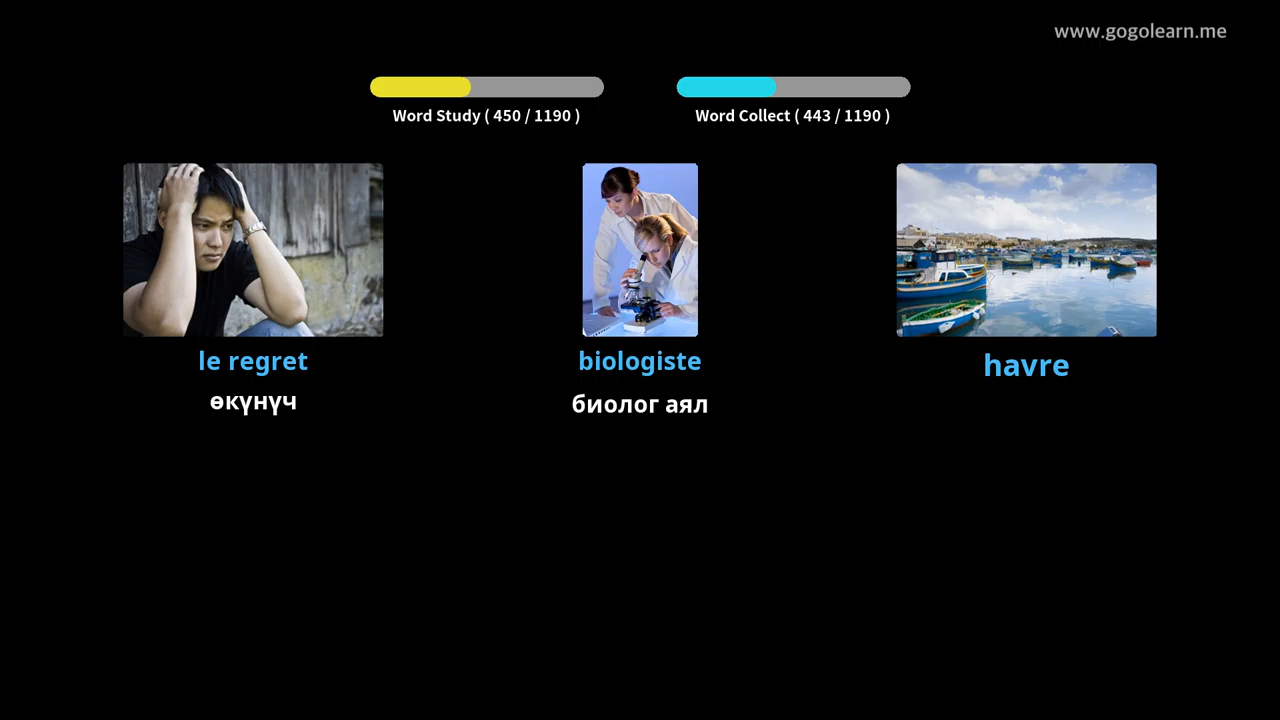 www.gogolearn.me
Word Study ( 450 / 1190 )
Word Collect ( 443 / 1190 )
le regret
өкүнүч
biologiste
биолог аял
havre